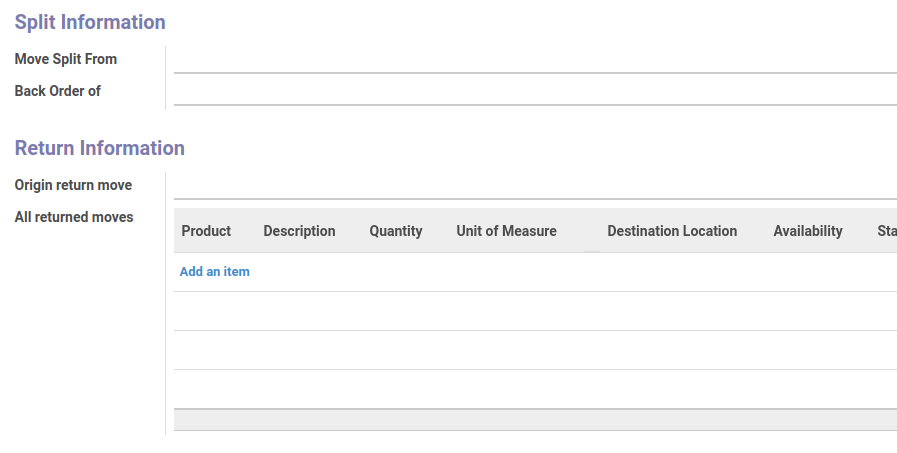 Split Information
Move Split From
Back Order of
Return Information
Origin return move
All returned moves
Product Description Quantity Unit of Measure Destination Location Availability Sta
Add an item